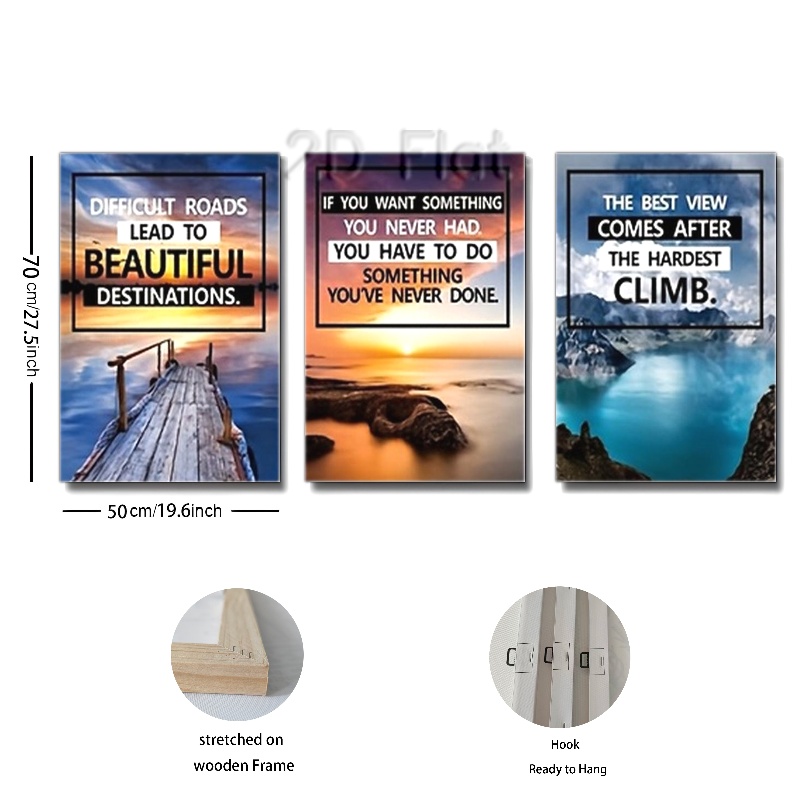 2D Flat
DIFFICULT ROADS
LEAD TO
BEAUTIFUL
DESTINATIONS.
IF YOU WANT SOMETHING
YOU NEVER HAD.
YOU HAVE TO DO
SOMETHING
YOU'VE NEVER DONE.
THE BEST VIEW
COMES AFTER
THE HARDEST
CLIMB.
70cm/27.5inch
50cm/19.6inch
stretched on
wooden Frame
Hook
Ready to Hang